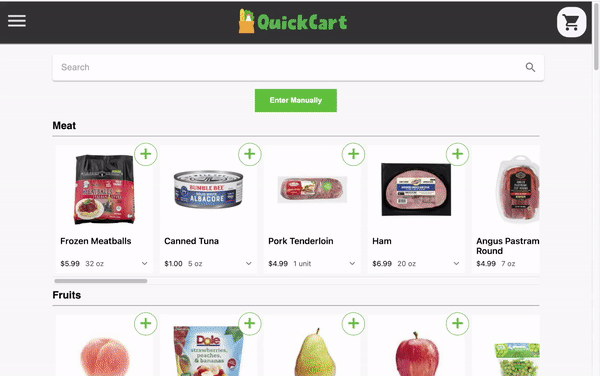 QuickCart
Search
Enter Manually
Meat
BUMBLE BEE
ALBACORE
Frozen Meatballs
Canned Tuna
Pork Tenderloin
Ham
Angus Pastram
Round
$5.99 32 oz
$1.00 5 oz
$4.99 1 unit
$6.99 20 oz
$4.99 7 oz
Fruits
Dole
strawberries,
peaches,
& bananas